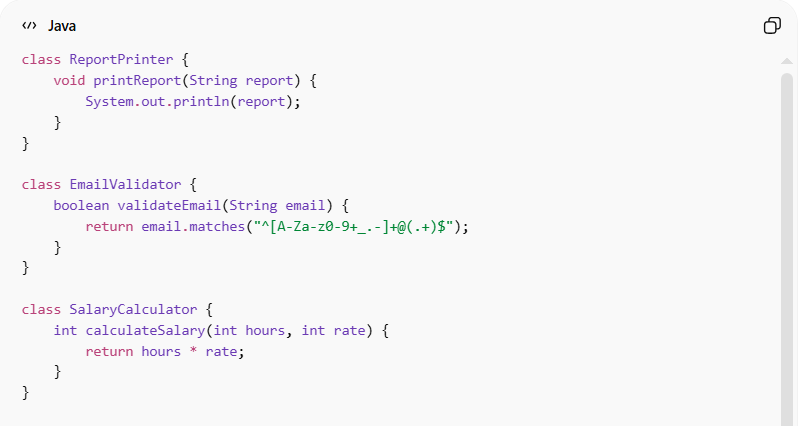 </> Java
class ReportPrinter {
    void printReport(String report) {
        System.out.println(report);
    }
}

class EmailValidator {
    boolean validateEmail(String email) {
        return email.matches("^[A-Za-z0-9+_.-]+@(.+)$");
    }
}

class SalaryCalculator {
    int calculateSalary(int hours, int rate) {
        return hours * rate;
    }
}